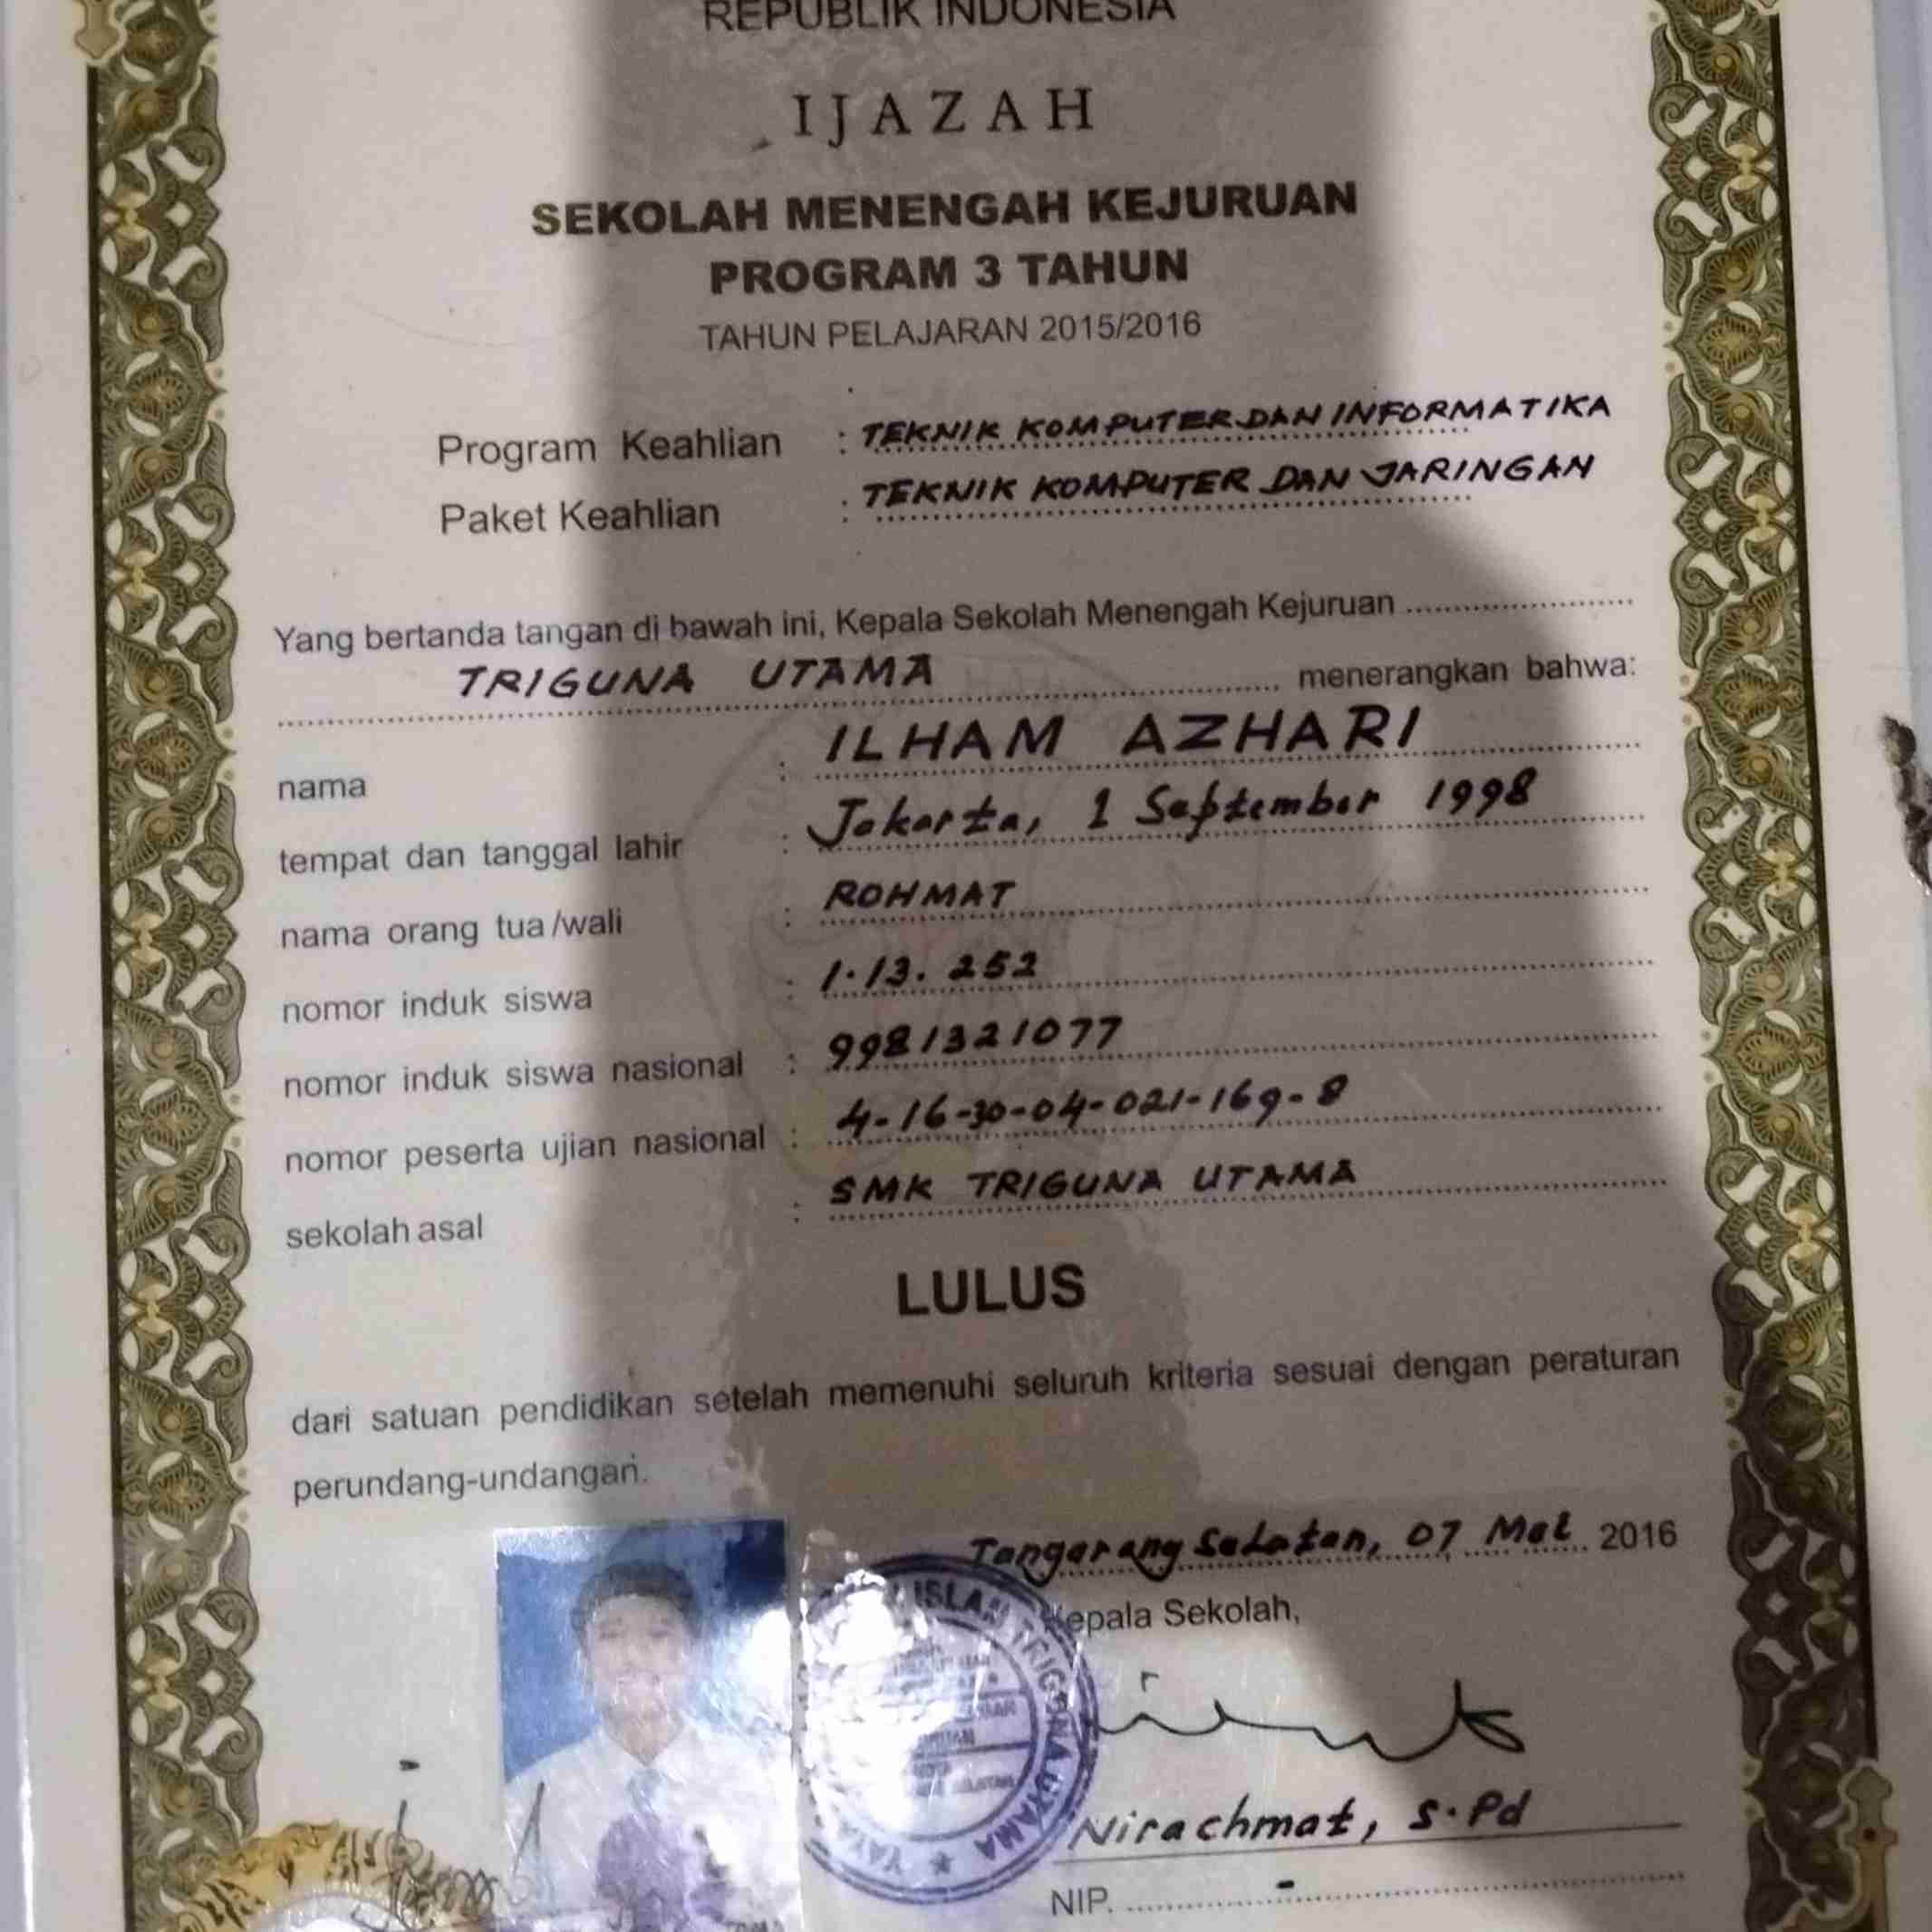 REPUBLIK INDONESIA
IJAZAH
SEKOLAH MENENGAH KEJURUAN
PROGRAM 3 TAHUN
TAHUN PELAJARAN 2015/2016
Program Keahlian : TEKNIK KOMPUTER DAN INFORMATIKA
Paket Keahlian : TEKNIK KOMPUTER DAN JARINGAN
Yang bertanda tangan di bawah ini, Kepala Sekolah Menengah Kejuruan
TRIGUNA UTAMA menerangkan bahwa:
nama : ILHAM AZHARI
tempat dan tanggal lahir : Jakarta, 1 September 1998
nama orang tua/wali : ROHMAT
nomor induk siswa : 1.13.252
nomor induk siswa nasional : 9981321077
nomor peserta ujian nasional : 4-16-30-04-021-169-8
sekolah asal : SMK TRIGUNA UTAMA
LULUS
dari satuan pendidikan setelah memenuhi seluruh kriteria sesuai dengan peraturan
perundang-undangan.
Tangerang Selatan, 07 Mei 2016
Kepala Sekolah,
ISLAM TRIGUNA UTAMA
Nirachmat, S.Pd
NIP. -